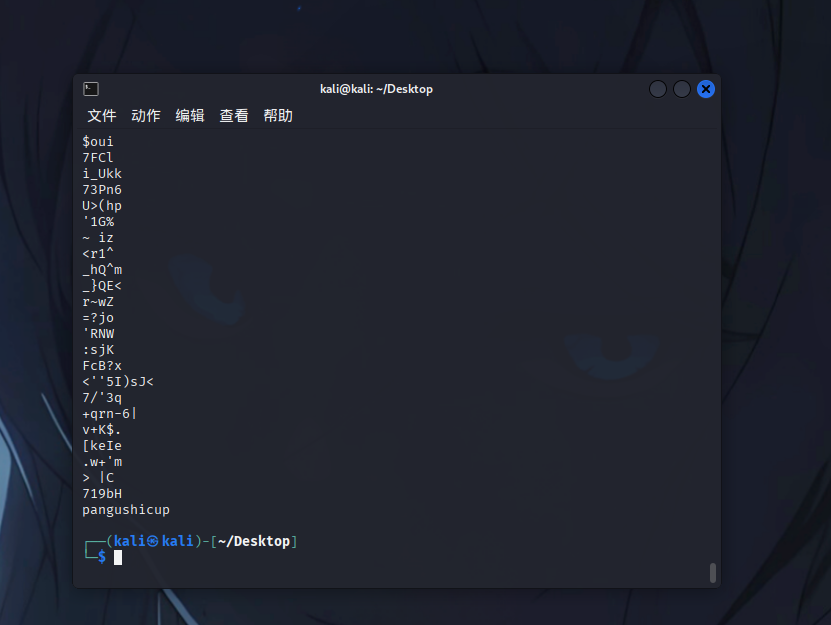 kali@kali: ~/Desktop
文件 动作 编辑 查看 帮助
$oui
7FCl
i_Ukk
73Pn6
U>(hp
'1G%
~ iz
<r1^
_hQ^m
_}QE<
r~wZ
=?jo
'RNW
:sjK
FcB?x
<''5I)sJ<
7/'3q
+qrn-6|
v+K$.
[keIe
.w+'m
> |C
719bH
pangushicup
┌──(kali㉿kali)-[~/Desktop]
└─$